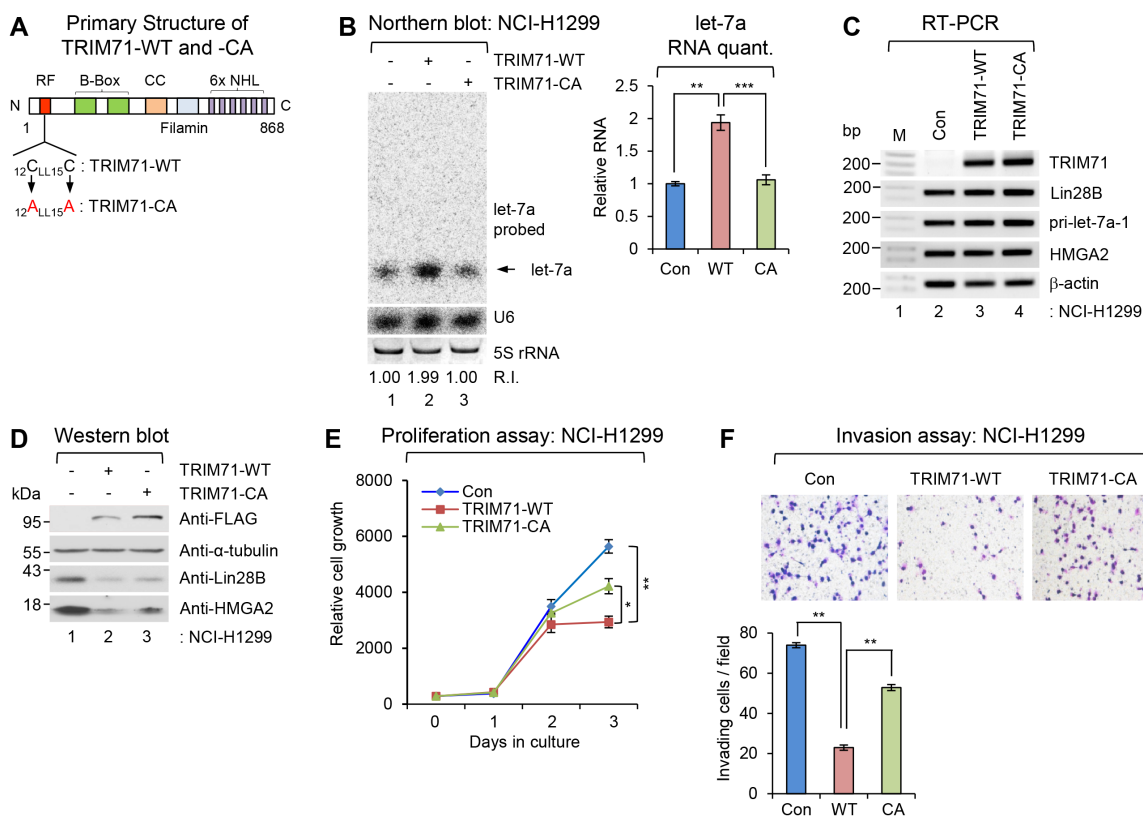 A
Primary Structure of
TRIM71-WT and -CA
RF B-Box CC 6x NHL
N C
1 Filamin 868
12CLL15C : TRIM71-WT
12ALL15A : TRIM71-CA
B
Northern blot: NCI-H1299
- + - TRIM71-WT
- - + TRIM71-CA
let-7a
probed
let-7a
U6
5S rRNA
1.00 1.99 1.00 R.I.
1 2 3
let-7a
RNA quant.
Relative RNA
2.5
2
1.5
1
0.5
0
** ***
Con WT CA
C
RT-PCR
bp M Con TRIM71-WT TRIM71-CA
200 TRIM71
200 Lin28B
200 pri-let-7a-1
200 HMGA2
200 β-actin
1 2 3 4 : NCI-H1299
D
Western blot
- + - TRIM71-WT
kDa - - + TRIM71-CA
95 Anti-FLAG
55 Anti-α-tubulin
43 Anti-Lin28B
18 Anti-HMGA2
1 2 3 : NCI-H1299
E
Proliferation assay: NCI-H1299
Relative cell growth
8000
6000
4000
2000
0
Con
TRIM71-WT
TRIM71-CA
*
**
0 1 2 3
Days in culture
F
Invasion assay: NCI-H1299
Con TRIM71-WT TRIM71-CA
Invading cells / field
80
60
40
20
0
** **
Con WT CA